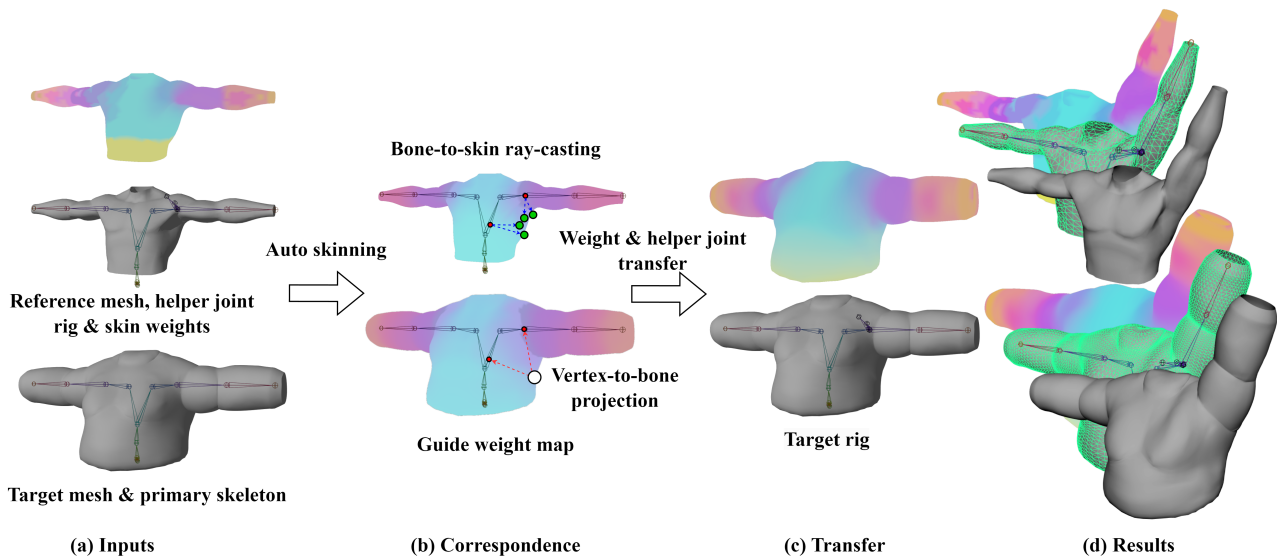 Reference mesh, helper joint
rig & skin weights
Target mesh & primary skeleton
(a) Inputs
Auto skinning
Bone-to-skin ray-casting
Vertex-to-bone
projection
Guide weight map
(b) Correspondence
Weight & helper joint
transfer
Target rig
(c) Transfer
(d) Results